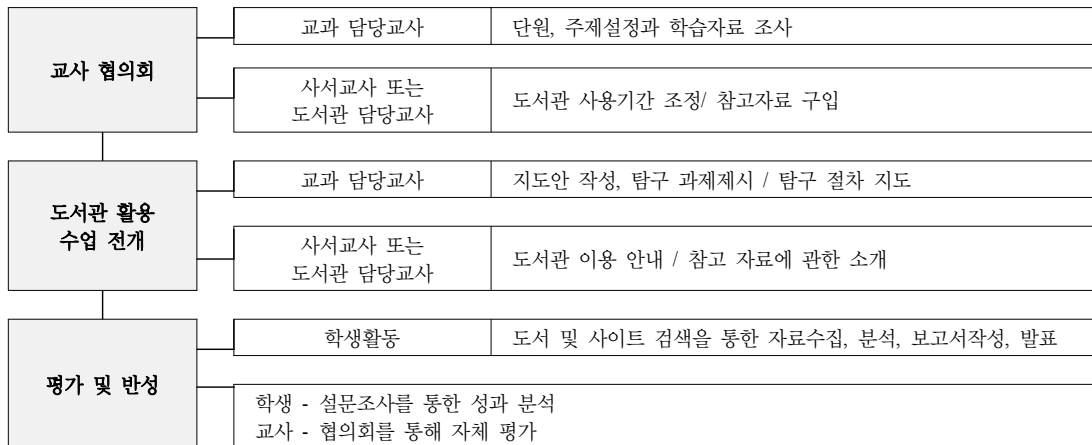 교사 협의회
교과 담당교사
단원, 주제설정과 학습자료 조사
사서교사 또는
도서관 담당교사
도서관 사용기간 조정/ 참고자료 구입
도서관 활용
수업 전개
교과 담당교사
지도안 작성, 탐구 과제제시 / 탐구 절차 지도
사서교사 또는
도서관 담당교사
도서관 이용 안내 / 참고 자료에 관한 소개
평가 및 반성
학생활동
도서 및 사이트 검색을 통한 자료수집, 분석, 보고서작성, 발표
학생 - 설문조사를 통한 성과 분석
교사 - 협의회를 통해 자체 평가